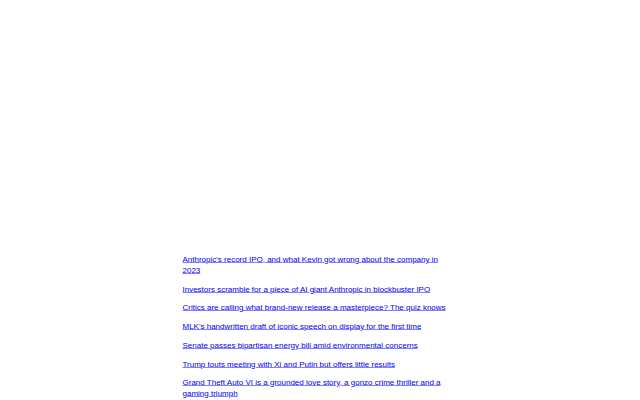 Anthropic's record IPO, and what Kevin got wrong about the company in
2023
Investors scramble for a piece of AI giant Anthropic in blockbuster IPO
Critics are calling what brand-new release a masterpiece? The quiz knows
MLK's handwritten draft of iconic speech on display for the first time
Senate passes bipartisan energy bill amid environmental concerns
Trump touts meeting with Xi and Putin but offers little results
Grand Theft Auto VI is a grounded love story, a gonzo crime thriller and a
gaming triumph